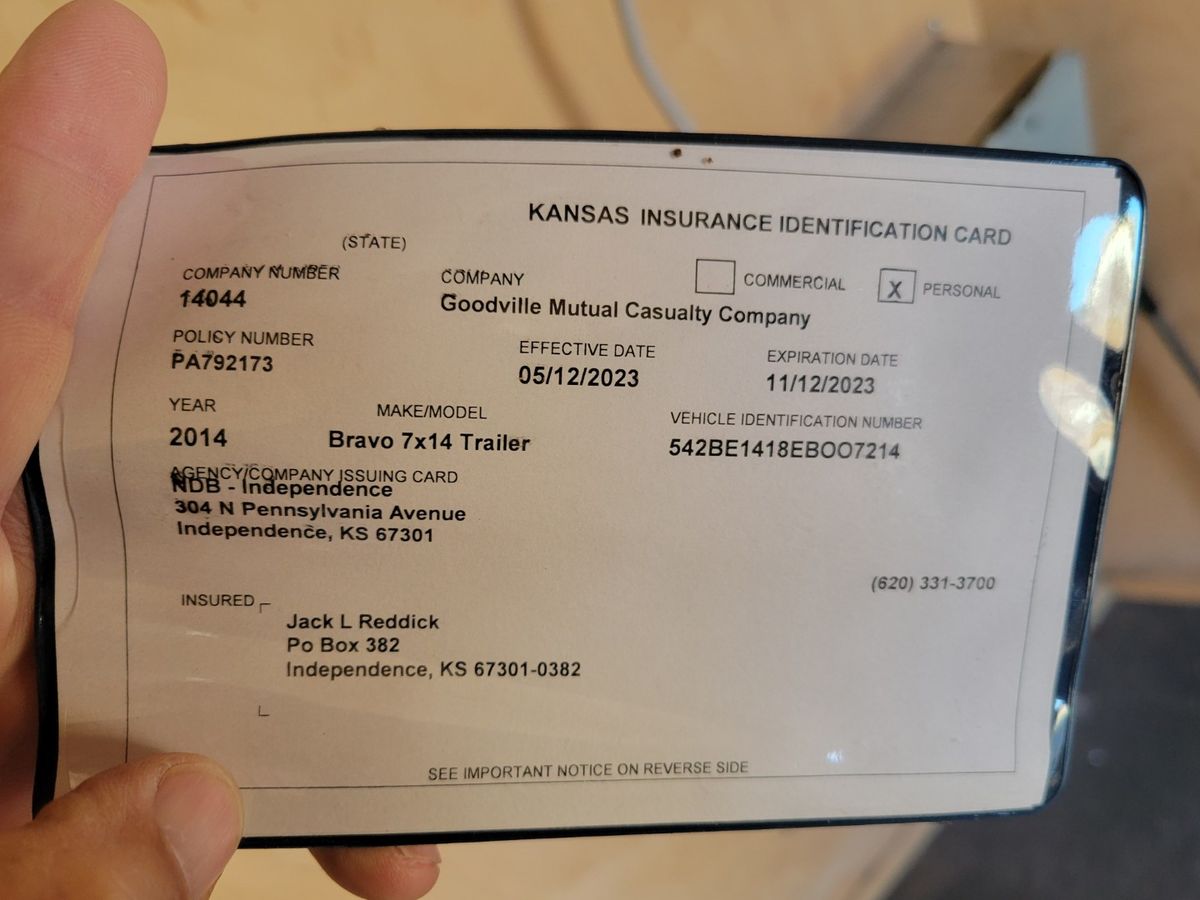 KANSAS INSURANCE IDENTIFICATION CARD
(STATE)
COMPANY NUMBER COMPANY COMMERCIAL X PERSONAL
14044 Goodville Mutual Casualty Company
POLICY NUMBER EFFECTIVE DATE EXPIRATION DATE
PA792173 05/12/2023 11/12/2023
YEAR MAKE/MODEL VEHICLE IDENTIFICATION NUMBER
2014 Bravo 7x14 Trailer 542BE1418EBOO7214
AGENCY/COMPANY ISSUING CARD
NDB - Independence
304 N Pennsylvania Avenue
Independence, KS 67301
(620) 331-3700
INSURED
Jack L Reddick
Po Box 382
Independence, KS 67301-0382
SEE IMPORTANT NOTICE ON REVERSE SIDE